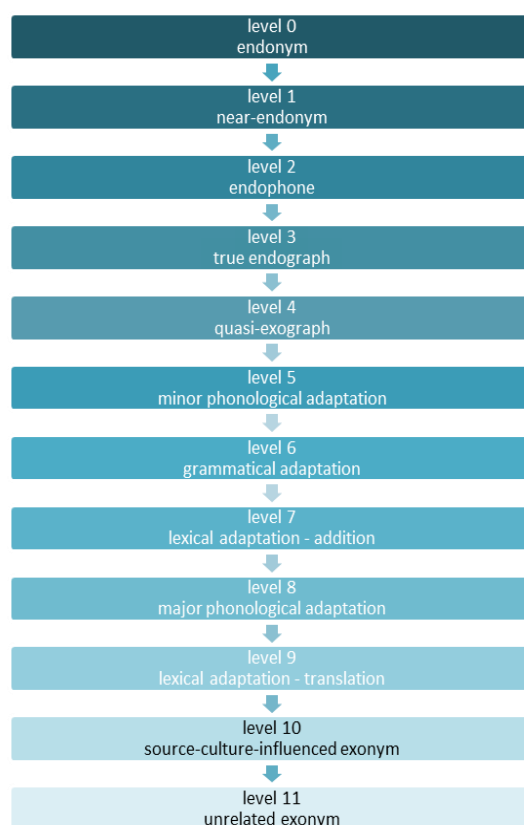 level 0
endonym
level 1
near-endonym
level 2
endophone
level 3
true endograph
level 4
quasi-exograph
level 5
minor phonological adaptation
level 6
grammatical adaptation
level 7
lexical adaptation - addition
level 8
major phonological adaptation
level 9
lexical adaptation - translation
level 10
source-culture-influenced exonym
level 11
unrelated exonym